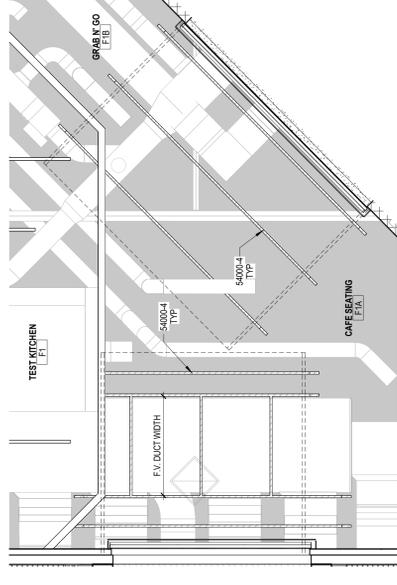 GRAB N' GO
F1B
TEST KITCHEN
F1
54000-4
TYP
54000-4
TYP
CAFE SEATING
F1A
F.V. DUCT WIDTH